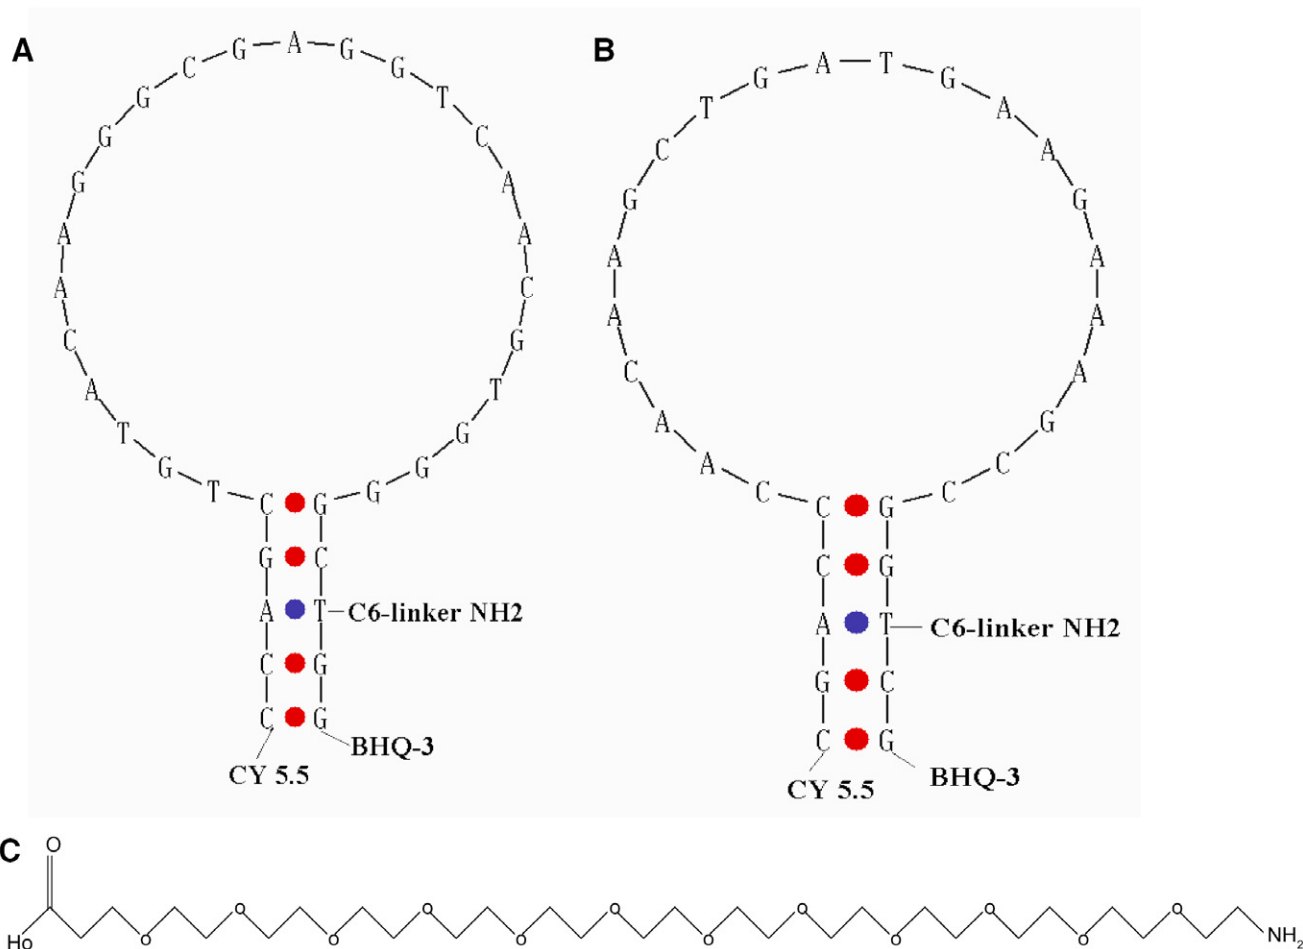 A
C C A G C T G T A C A A G G G C G A G G T C A A C G T G G G G C T G G
C6-linker NH2
BHQ-3
CY 5.5
B
C G A C C C A A C A A G C T G A T G A A G A A A G C C G G T C G
C6-linker NH2
BHQ-3
CY 5.5
C
O
Ho
o o o o o o o o o o o o
NH2